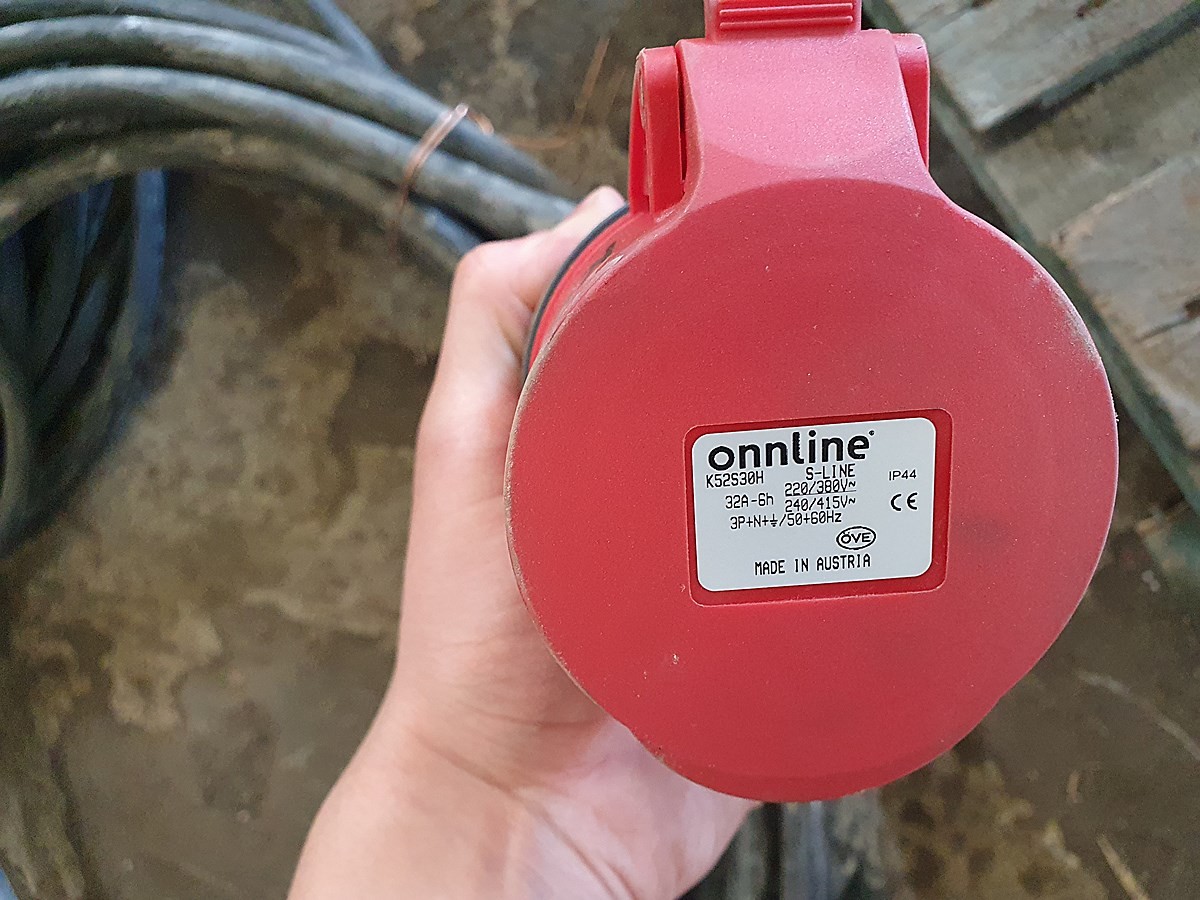 onnline®
K52S30H S-LINE IP44
32A-6h 220/380V~
240/415V~ CE
3P+N+⏚/50+60Hz
ÖVE
MADE IN AUSTRIA